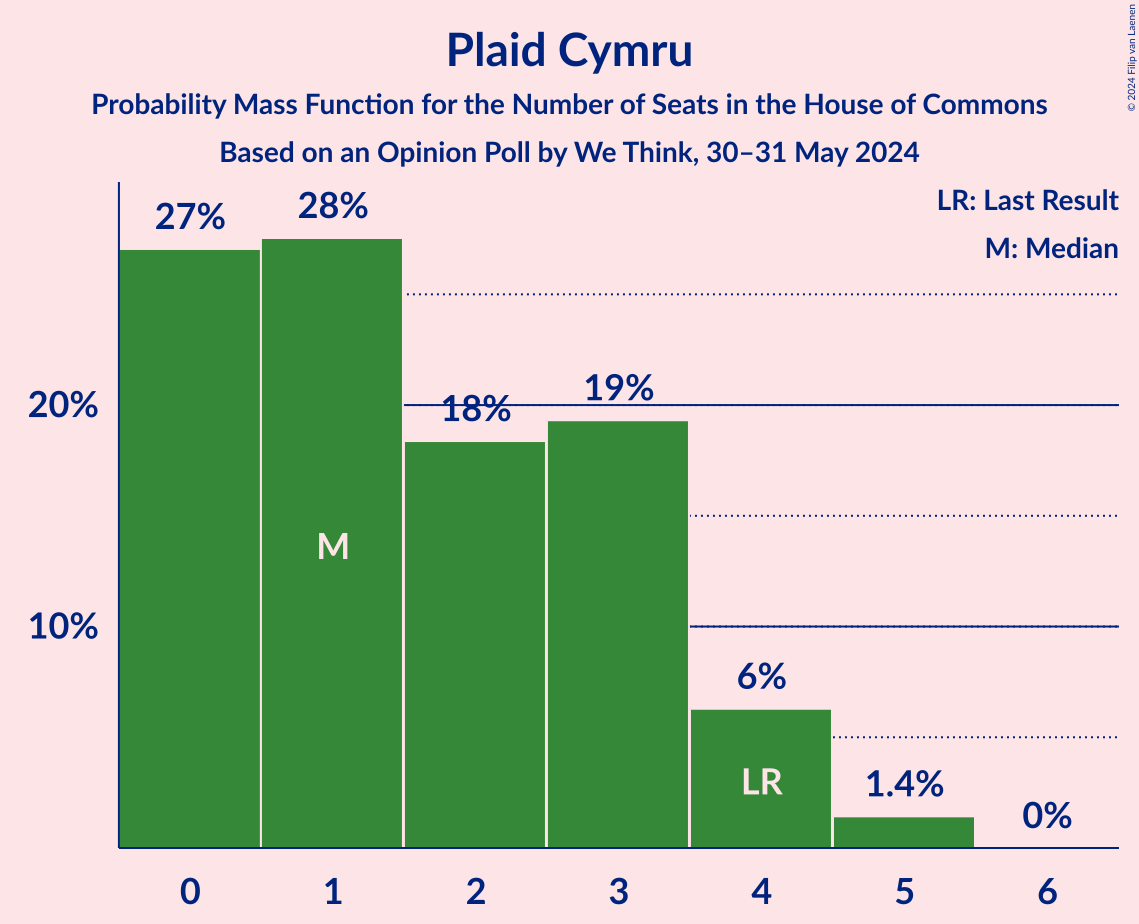 Plaid Cymru
Probability Mass Function for the Number of Seats in the House of Commons
Based on an Opinion Poll by We Think, 30–31 May 2024
© 2024 Filip van Laenen
LR: Last Result
M: Median
27%
28%
18%
19%
6%
1.4%
0%
20%
10%
M
LR
0
1
2
3
4
5
6